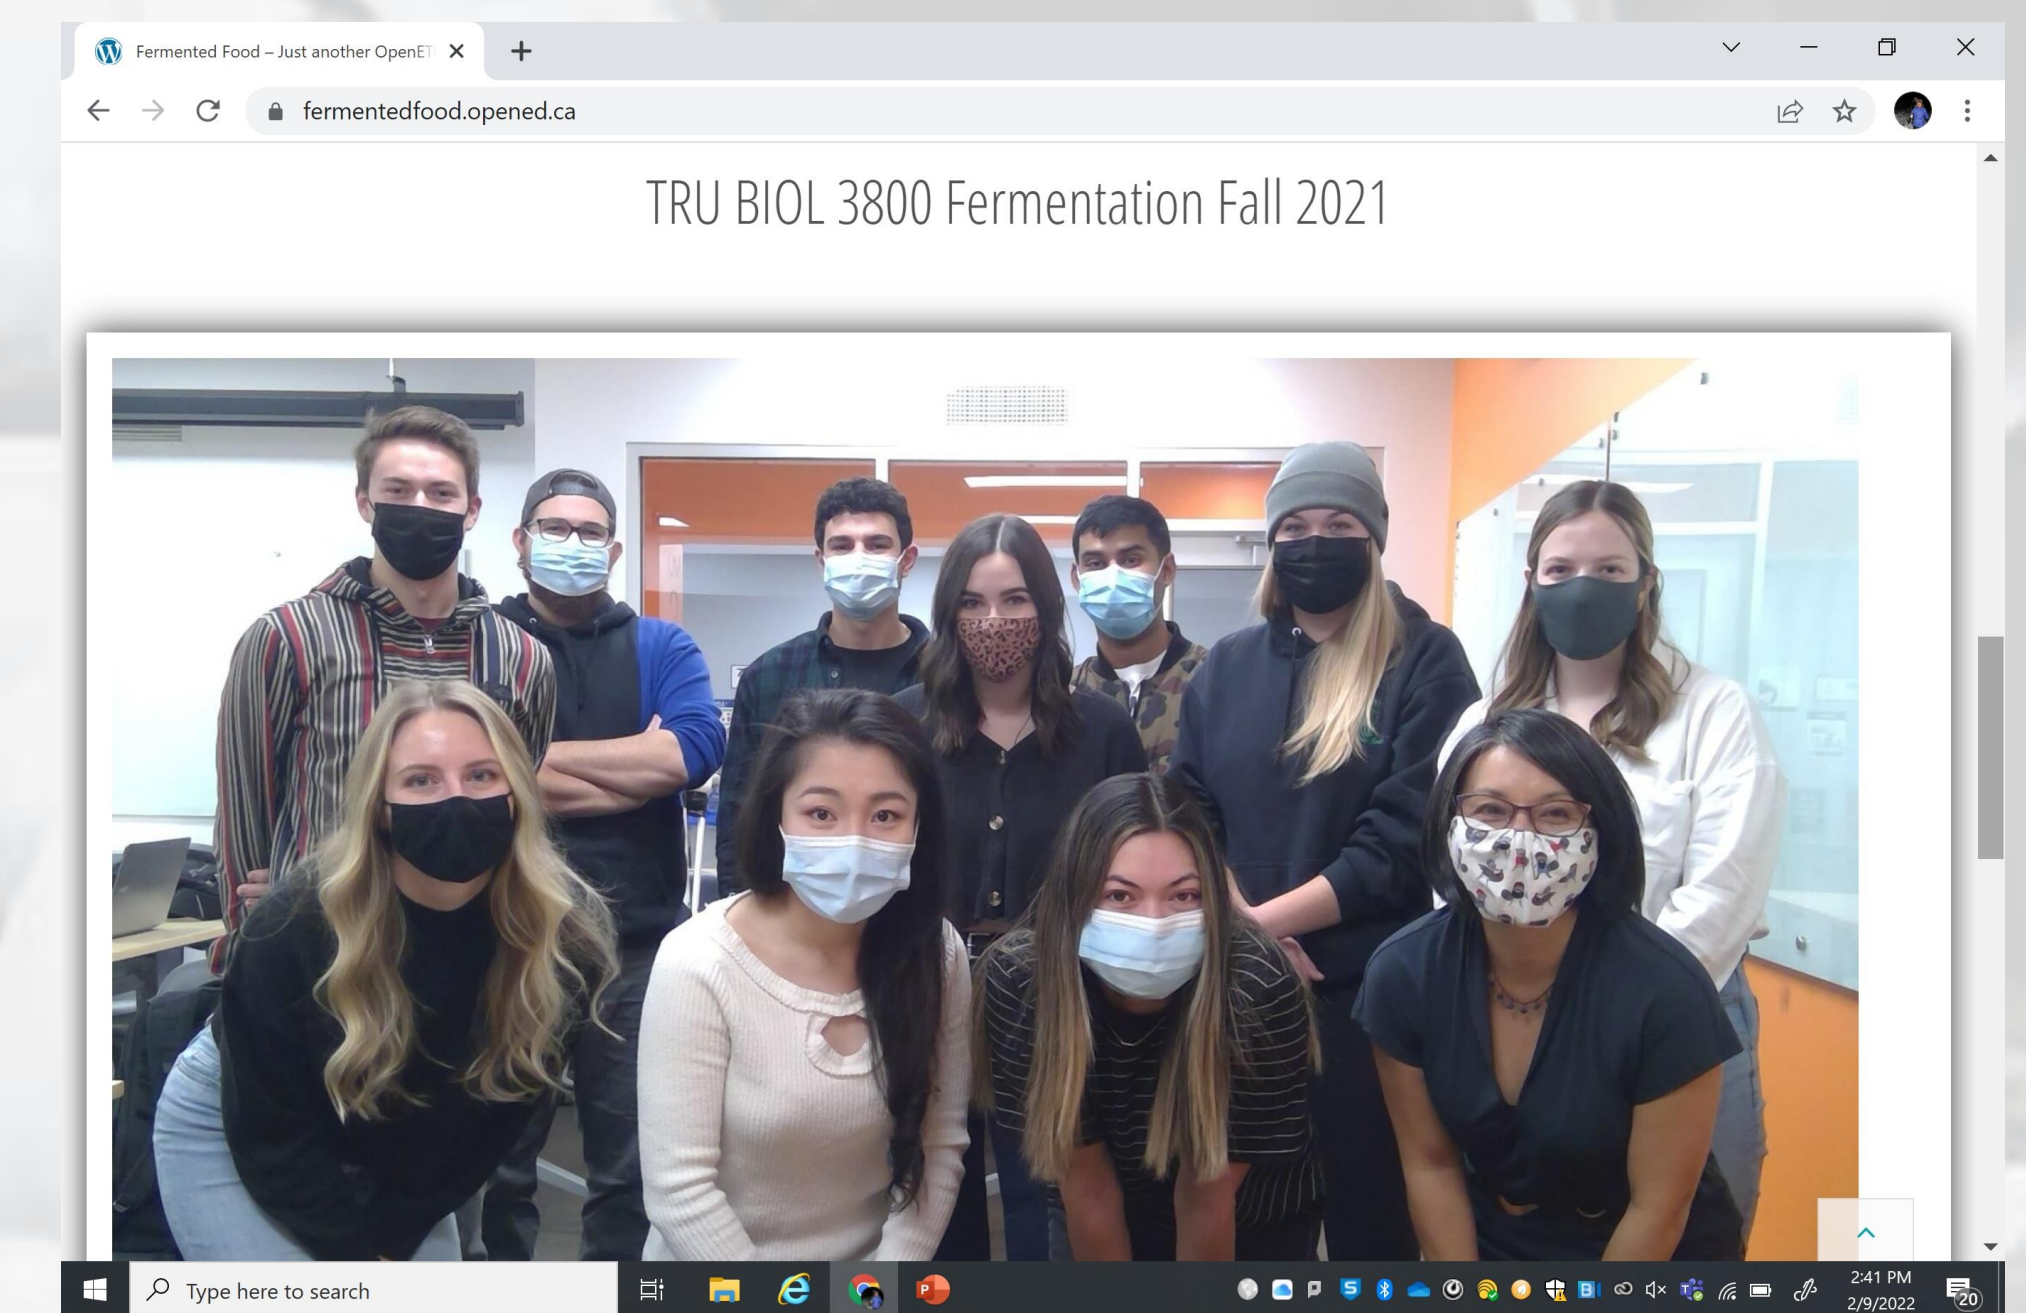 Fermented Food – Just another OpenET
fermentedfood.opened.ca
TRU BIOL 3800 Fermentation Fall 2021
Type here to search
2:41 PM
2/9/2022
20